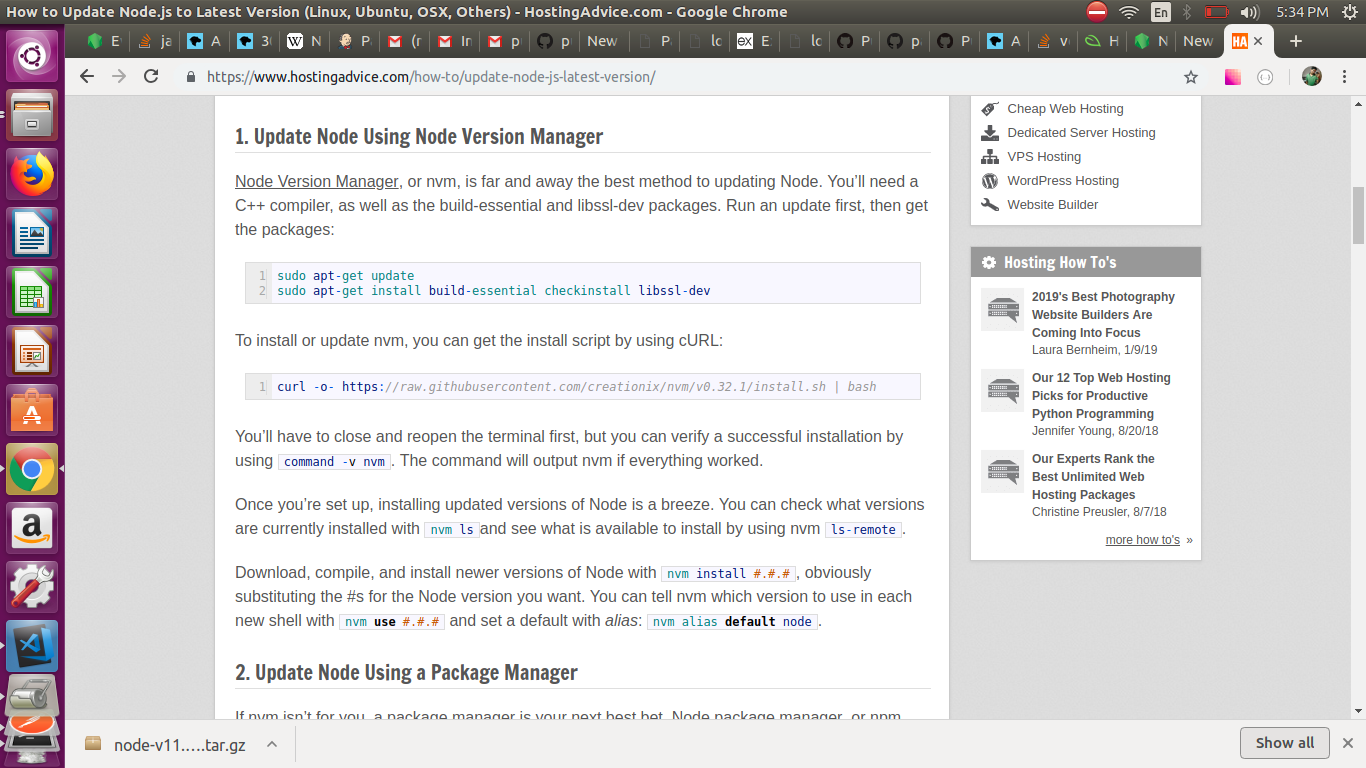 How to Update Node.js to Latest Version (Linux, Ubuntu, OSX, Others) - HostingAdvice.com - Google Chrome
En
5:34 PM
ja
A
30
W N
P
(r
In
p
p
New
P
lo
ex E
lo
P
p
P
A
v
H
N
New
HA
https://www.hostingadvice.com/how-to/update-node-js-latest-version/
1. Update Node Using Node Version Manager
Node Version Manager, or nvm, is far and away the best method to updating Node. You’ll need a
C++ compiler, as well as the build-essential and libssl-dev packages. Run an update first, then get
the packages:
1 sudo apt-get update
2 sudo apt-get install build-essential checkinstall libssl-dev
To install or update nvm, you can get the install script by using cURL:
1 curl -o- https://raw.githubusercontent.com/creationix/nvm/v0.32.1/install.sh | bash
You’ll have to close and reopen the terminal first, but you can verify a successful installation by
using command -v nvm. The command will output nvm if everything worked.
Once you’re set up, installing updated versions of Node is a breeze. You can check what versions
are currently installed with nvm ls and see what is available to install by using nvm ls-remote.
Download, compile, and install newer versions of Node with nvm install #.#.#, obviously
substituting the #s for the Node version you want. You can tell nvm which version to use in each
new shell with nvm use #.#.# and set a default with alias: nvm alias default node.
2. Update Node Using a Package Manager
If nvm isn’t for you, a package manager is your next best bet. Node package manager, or npm,
Cheap Web Hosting
Dedicated Server Hosting
VPS Hosting
WordPress Hosting
Website Builder
Hosting How To's
2019's Best Photography
Website Builders Are
Coming Into Focus
Laura Bernheim, 1/9/19
Our 12 Top Web Hosting
Picks for Productive
Python Programming
Jennifer Young, 8/20/18
Our Experts Rank the
Best Unlimited Web
Hosting Packages
Christine Preusler, 8/7/18
more how to's »
node-v11.….tar.gz
Show all